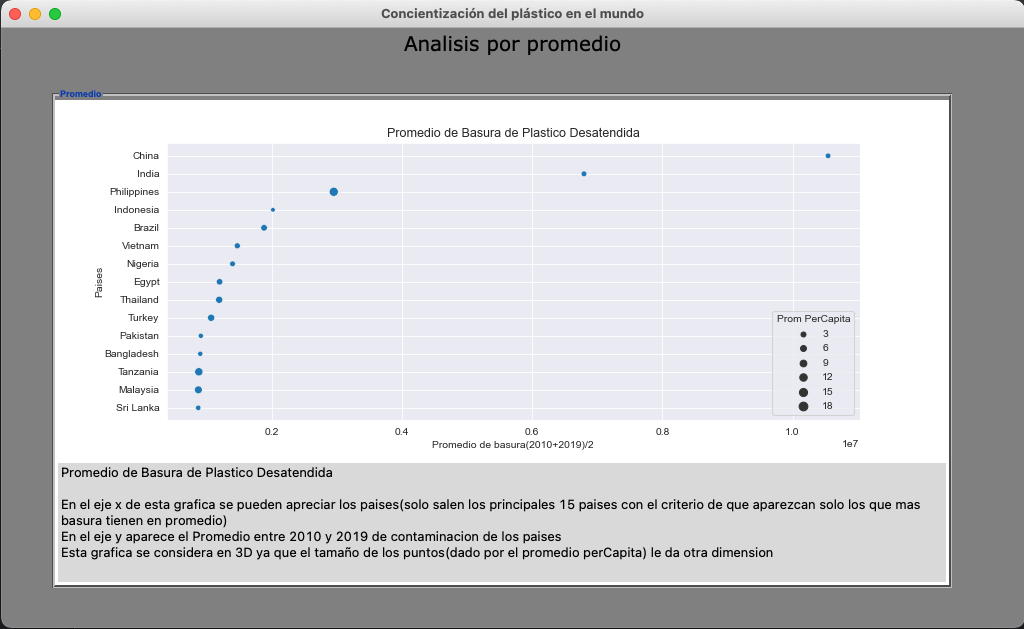 Concientización del plástico en el mundo
Analisis por promedio
Promedio
Promedio de Basura de Plastico Desatendida
China
India
Philippines
Indonesia
Brazil
Vietnam
Nigeria
Egypt
Thailand
Turkey
Pakistan
Bangladesh
Tanzania
Malaysia
Sri Lanka
Paises
Prom PerCapita
3
6
9
12
15
18
0.2
0.4
0.6
0.8
1.0
1e7
Promedio de basura(2010+2019)/2
Promedio de Basura de Plastico Desatendida
En el eje x de esta grafica se pueden apreciar los paises(solo salen los principales 15 paises con el criterio de que aparezcan solo los que mas
basura tienen en promedio)
En el eje y aparece el Promedio entre 2010 y 2019 de contaminacion de los paises
Esta grafica se considera en 3D ya que el tamaño de los puntos(dado por el promedio perCapita) le da otra dimension